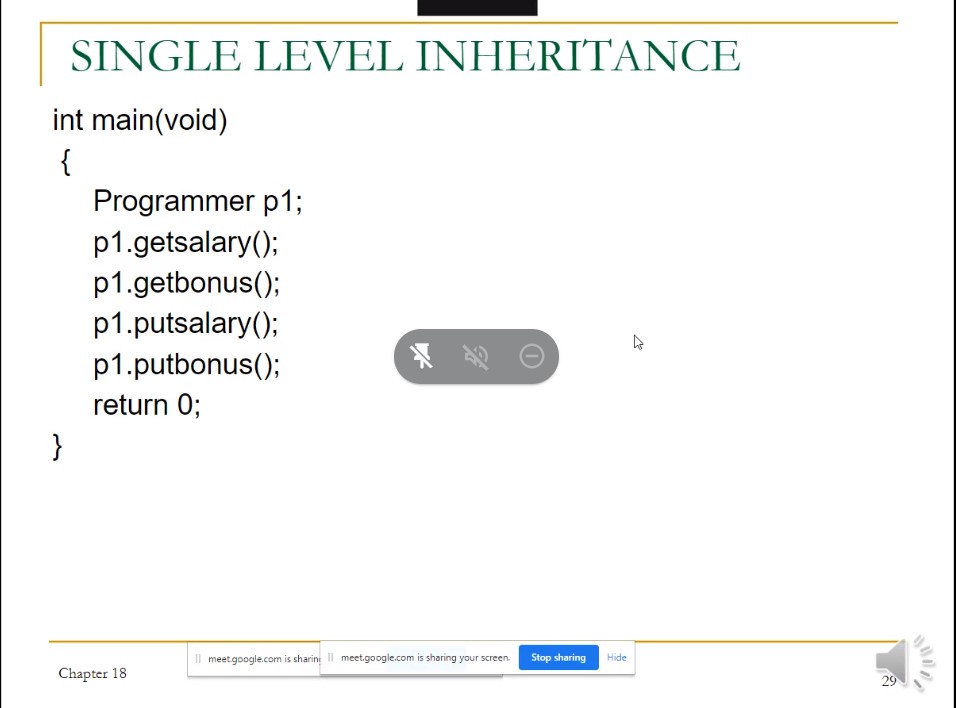 SINGLE LEVEL INHERITANCE
int main(void)
{
Programmer p1;
p1.getsalary();
p1.getbonus();
p1.putsalary();
p1.putbonus();
return 0;
}
meet.google.com is sharin
meet.google.com is sharing your screen.
Stop sharing
Hide
Chapter 18
29